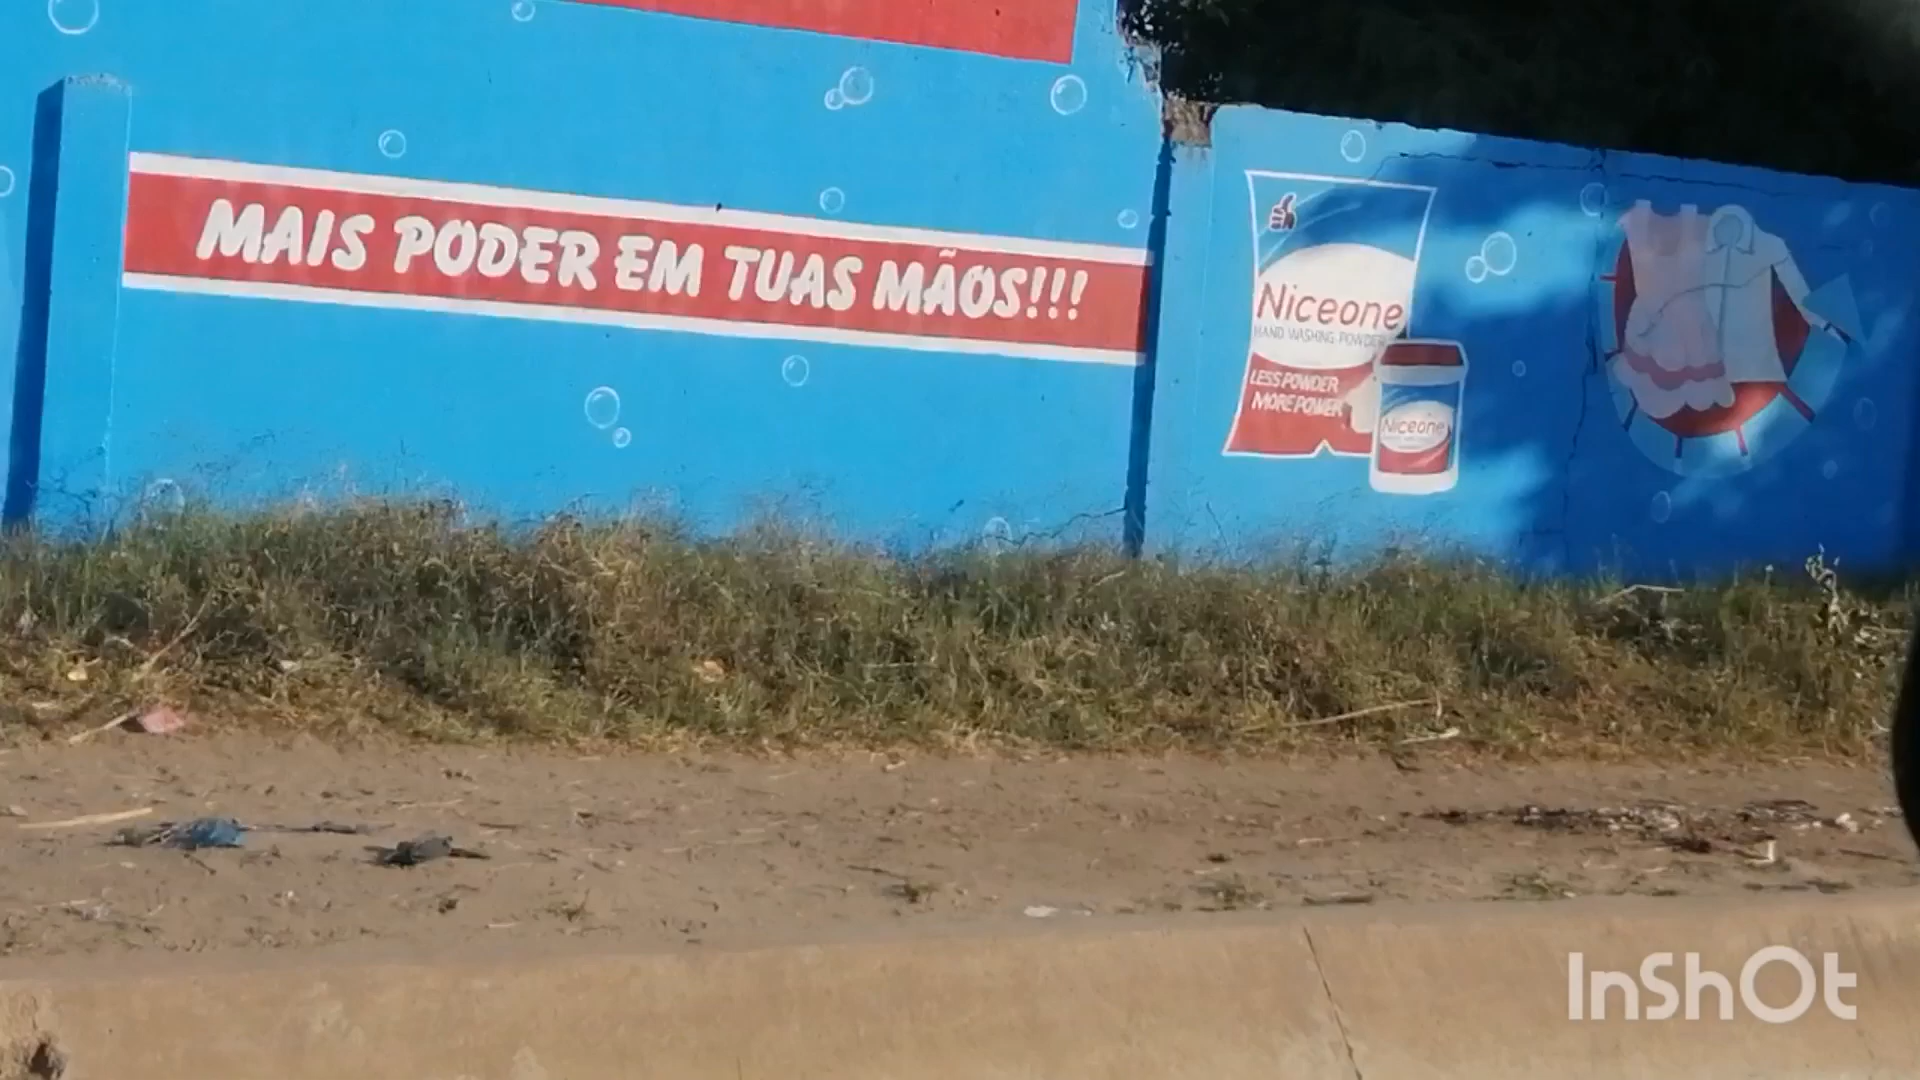 MAIS PODER EM TUAS MÃOS!!!
Niceone
HAND WASHING POWDER
LESS POWDER
MORE POWER
Niceone
InShOt